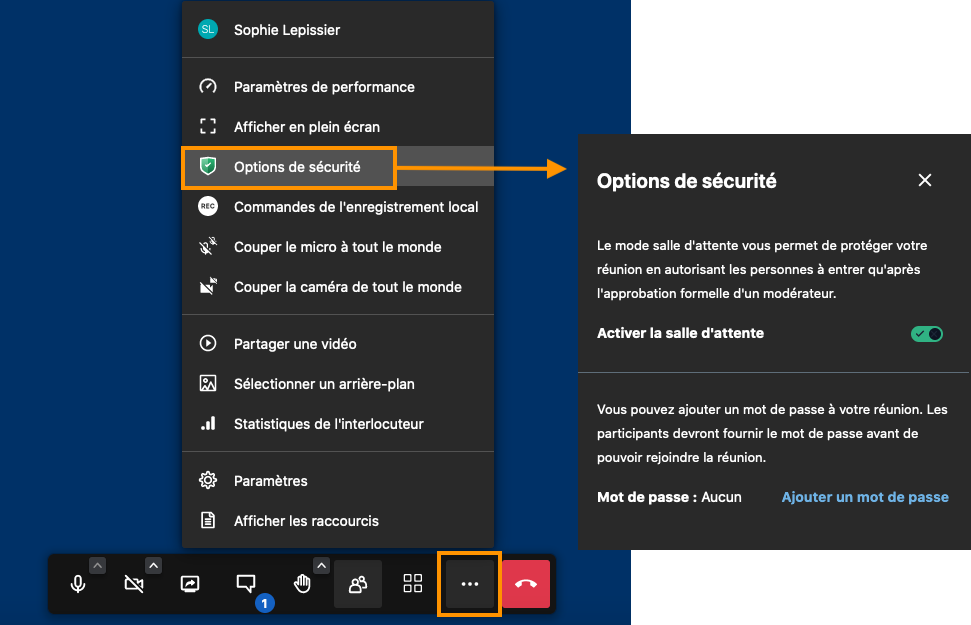 SL Sophie Lepissier
Paramètres de performance
Afficher en plein écran
Options de sécurité
REC Commandes de l'enregistrement local
Couper le micro à tout le monde
Couper la caméra de tout le monde
Partager une vidéo
Sélectionner un arrière-plan
Statistiques de l'interlocuteur
Paramètres
Afficher les raccourcis
1
Options de sécurité
Le mode salle d'attente vous permet de protéger votre
réunion en autorisant les personnes à entrer qu'après
l'approbation formelle d'un modérateur.
Activer la salle d'attente
Vous pouvez ajouter un mot de passe à votre réunion. Les
participants devront fournir le mot de passe avant de
pouvoir rejoindre la réunion.
Mot de passe : Aucun Ajouter un mot de passe